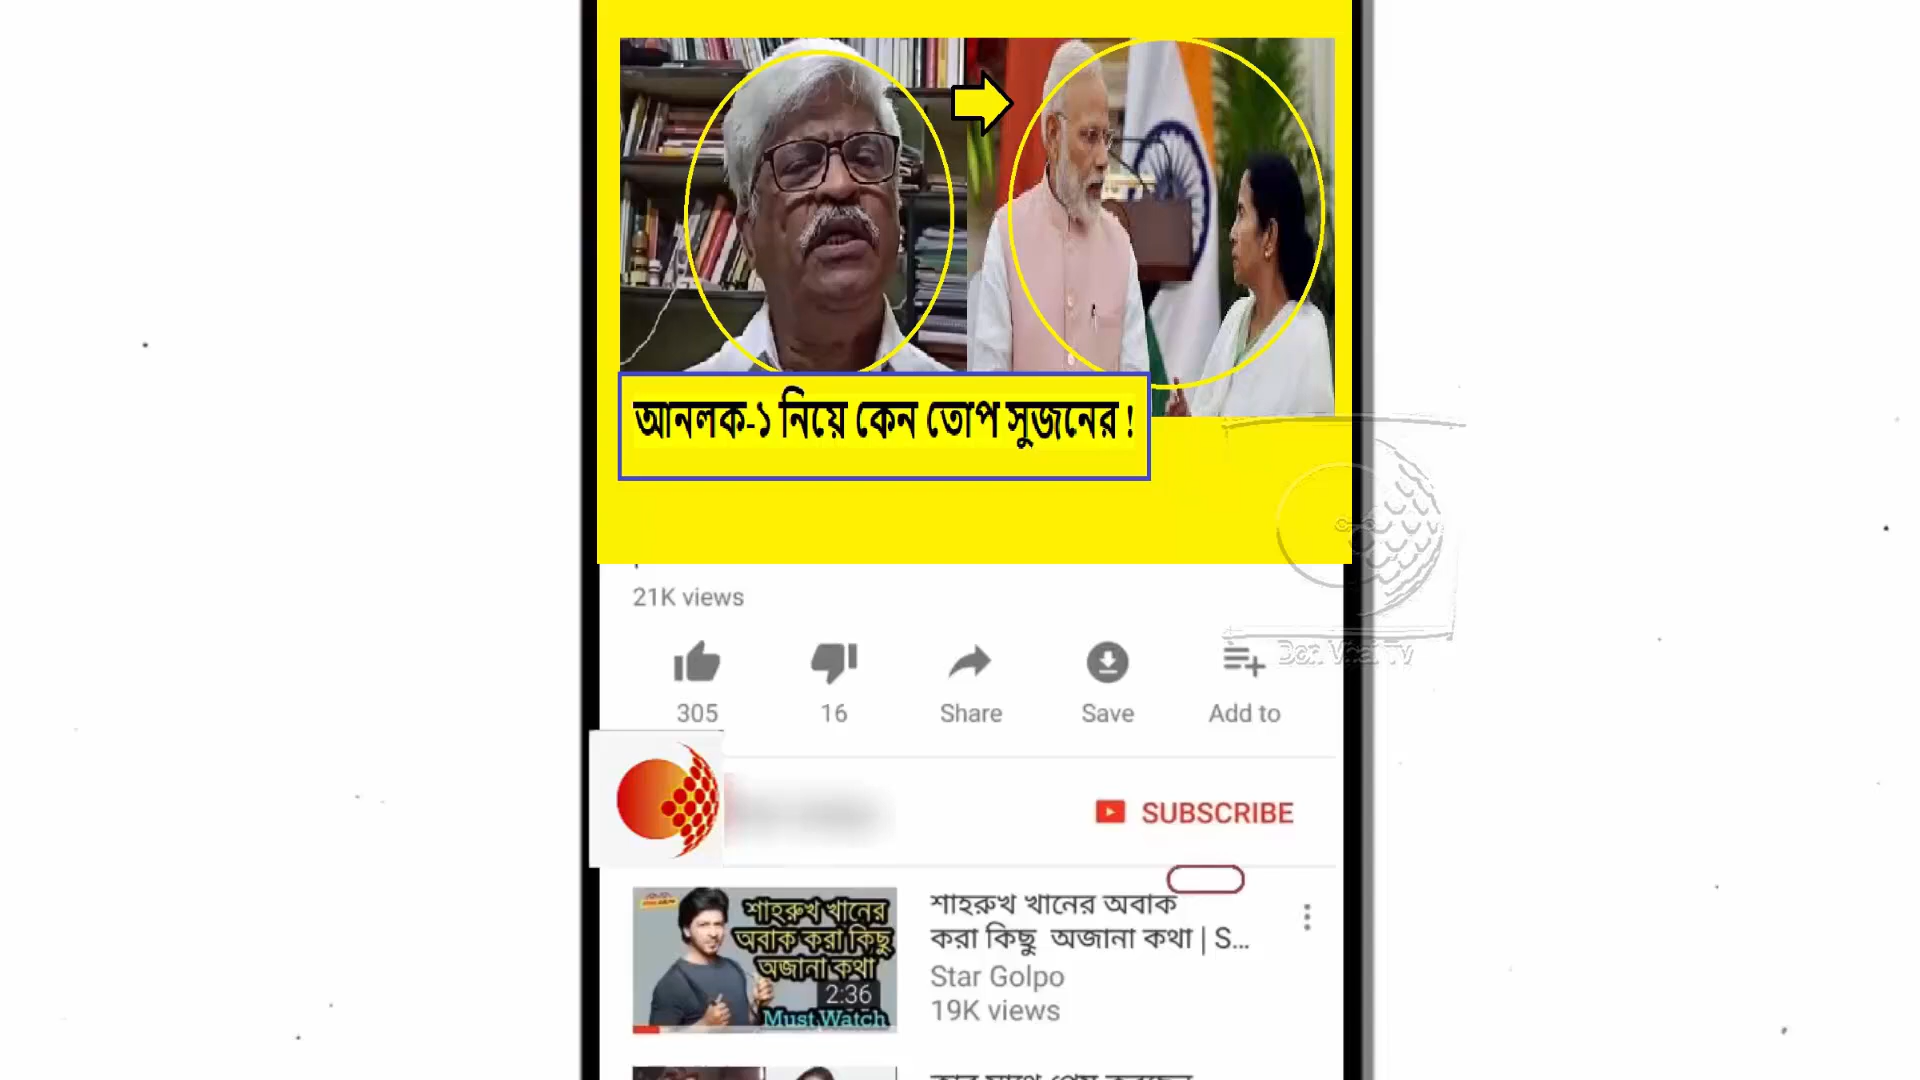 আনলক-১ নিয়ে কেন তোপ সুজনের !
21K views
305
16
Share
Save
Add to
SUBSCRIBE
শাহরুখ খানের
অবাক করা কিছু
অজানা কথা
2:36
Must Watch
শাহরুখ খানের অবাক
করা কিছু অজানা কথা | S...
Star Golpo
19K views